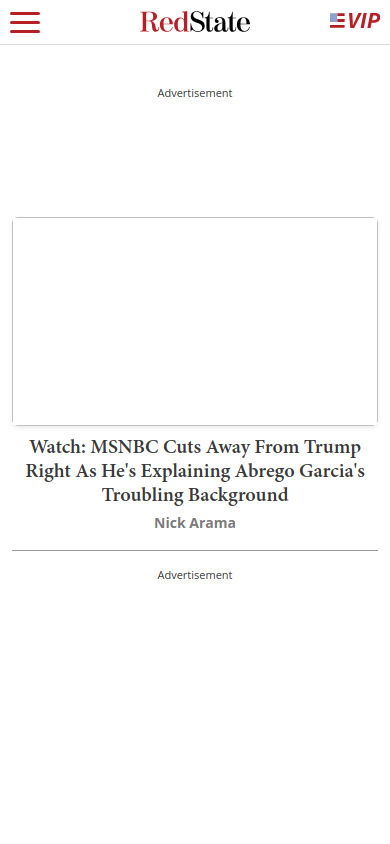 RedState
VIP
Advertisement
Watch: MSNBC Cuts Away From Trump
Right As He's Explaining Abrego Garcia's
Troubling Background
Nick Arama
Advertisement